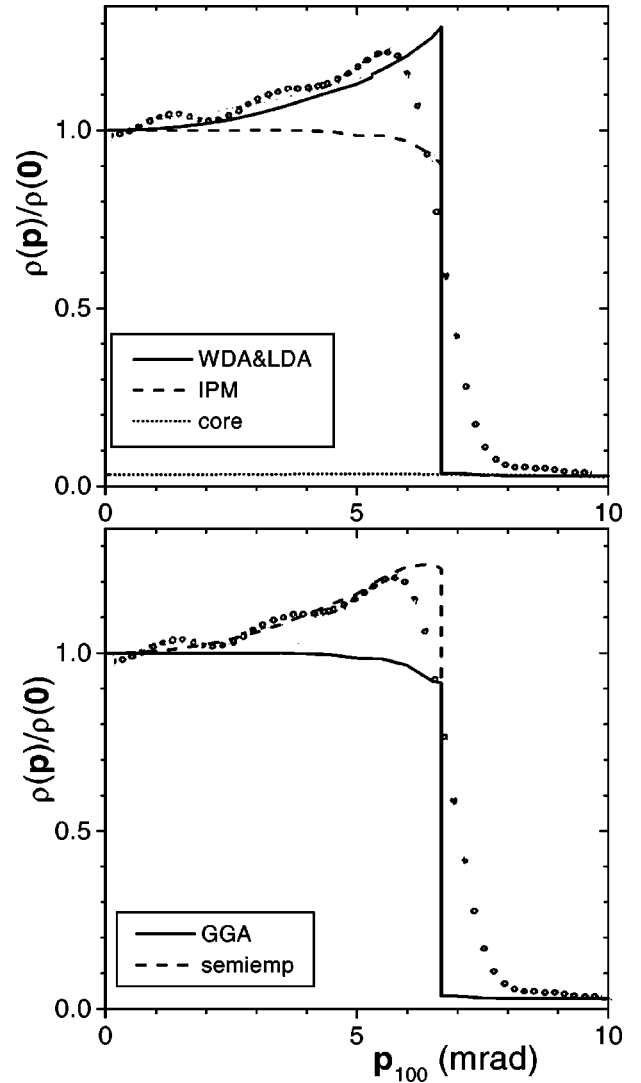 ρ(p)/ρ(0)
1.0
0.5
0.0
WDA&LDA
IPM
core
0
5
10
ρ(p)/ρ(0)
1.0
0.5
0.0
GGA
semiemp
0
5
10
p₁₀₀ (mrad)